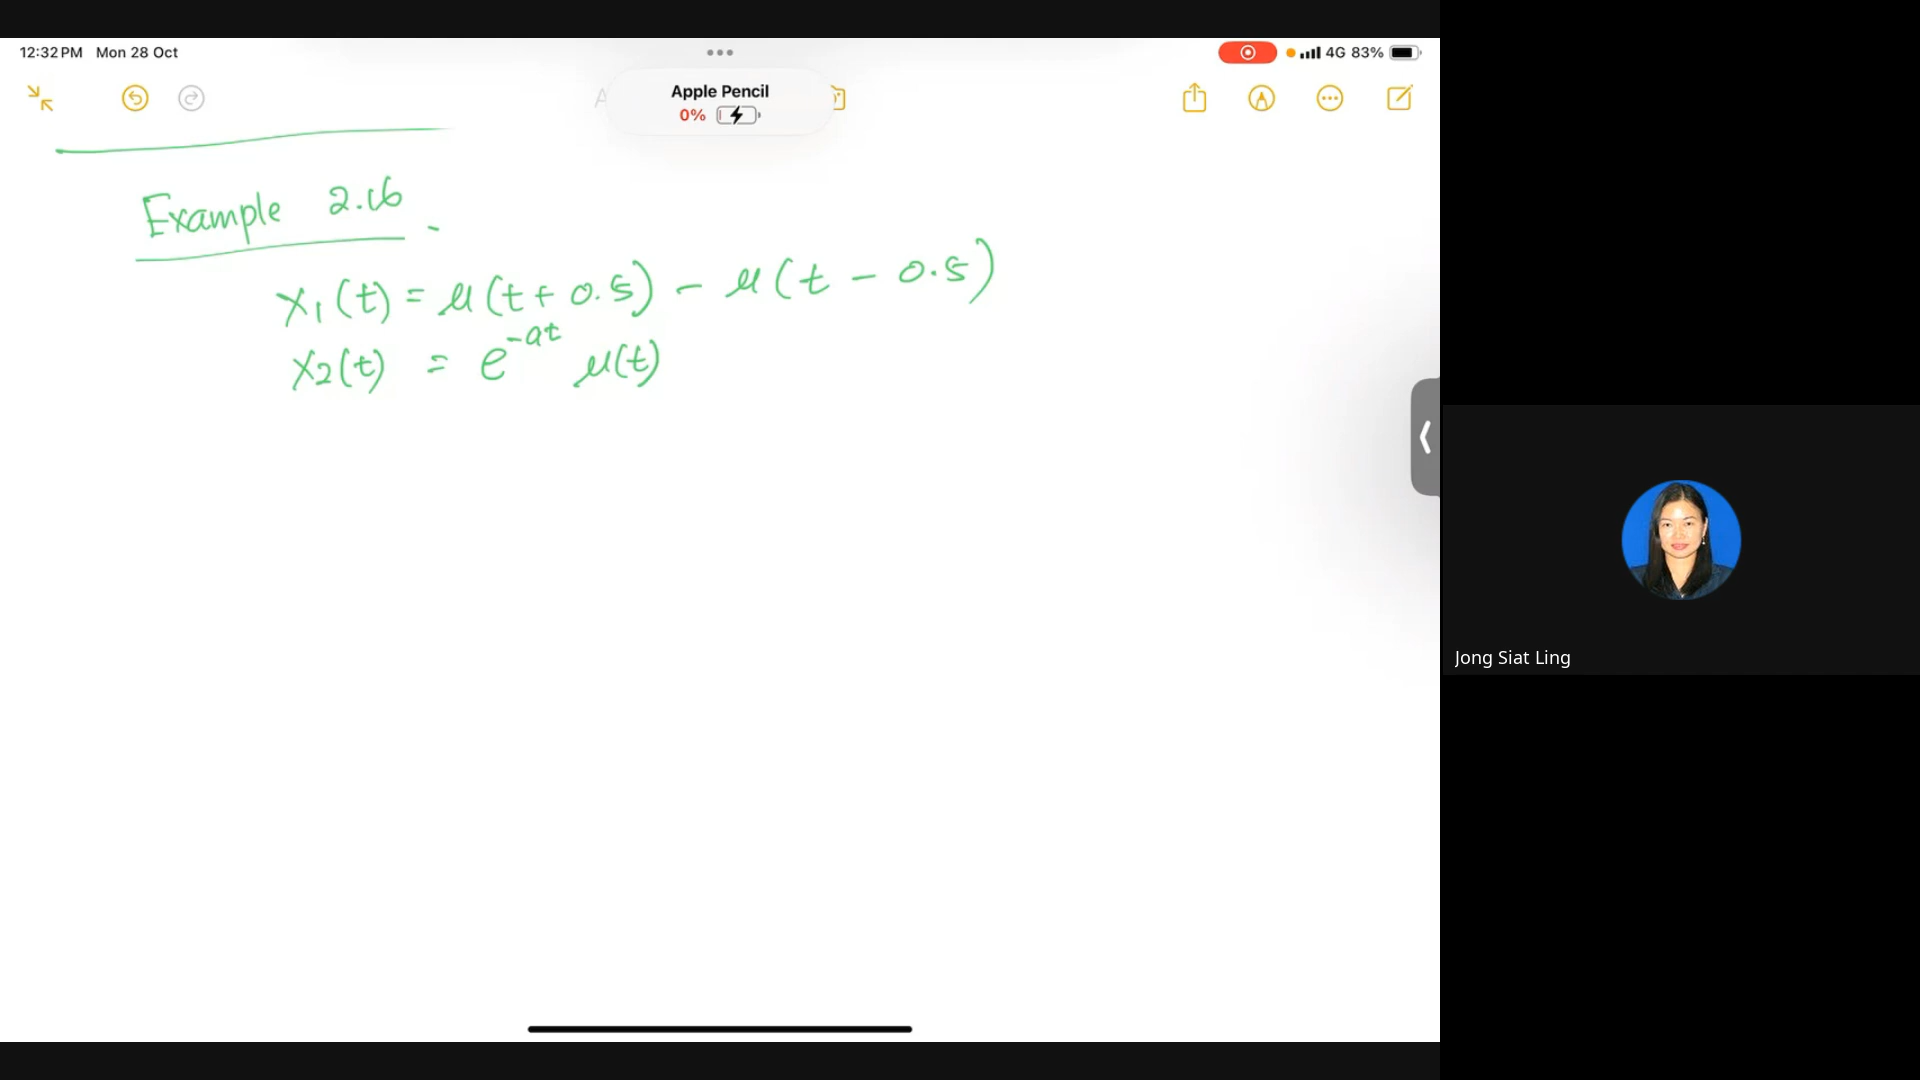 12:32 PM Mon 28 Oct
4G 83%
Apple Pencil
0%
Example 2.16
x₁(t) = u(t + 0.5) - u(t - 0.5)
x₂(t) = e^{-at} u(t)
Jong Siat Ling